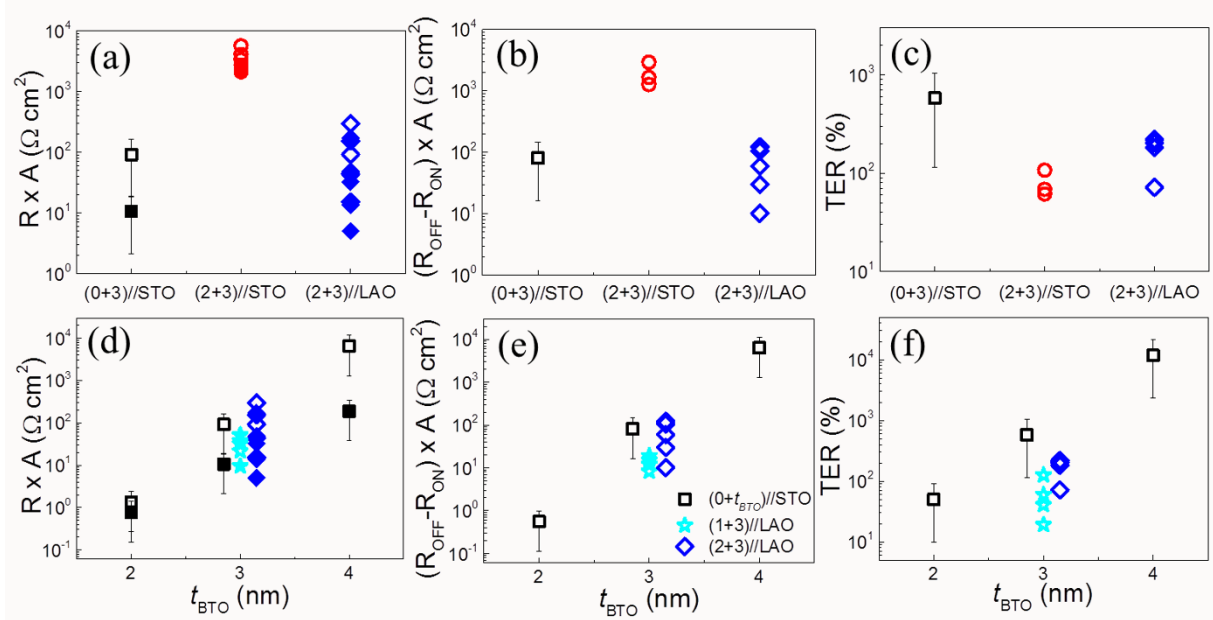 (a)
R x A (Ω cm²)
10⁴
10³
10²
10¹
10⁰
(0+3)//STO (2+3)//STO (2+3)//LAO
(b)
(R_OFF-R_ON) x A (Ω cm²)
10⁴
10³
10²
10¹
10⁰
(0+3)//STO (2+3)//STO (2+3)//LAO
(c)
TER (%)
10³
10²
10¹
(0+3)//STO (2+3)//STO (2+3)//LAO
(d)
R x A (Ω cm²)
10⁴
10³
10²
10¹
10⁰
10⁻¹
2 3 4
t_BTO (nm)
(e)
(R_OFF-R_ON) x A (Ω cm²)
10⁴
10³
10²
10¹
10⁰
10⁻¹
(0+t_BTO)//STO
(1+3)//LAO
(2+3)//LAO
2 3 4
t_BTO (nm)
(f)
TER (%)
10⁴
10³
10²
10¹
2 3 4
t_BTO (nm)